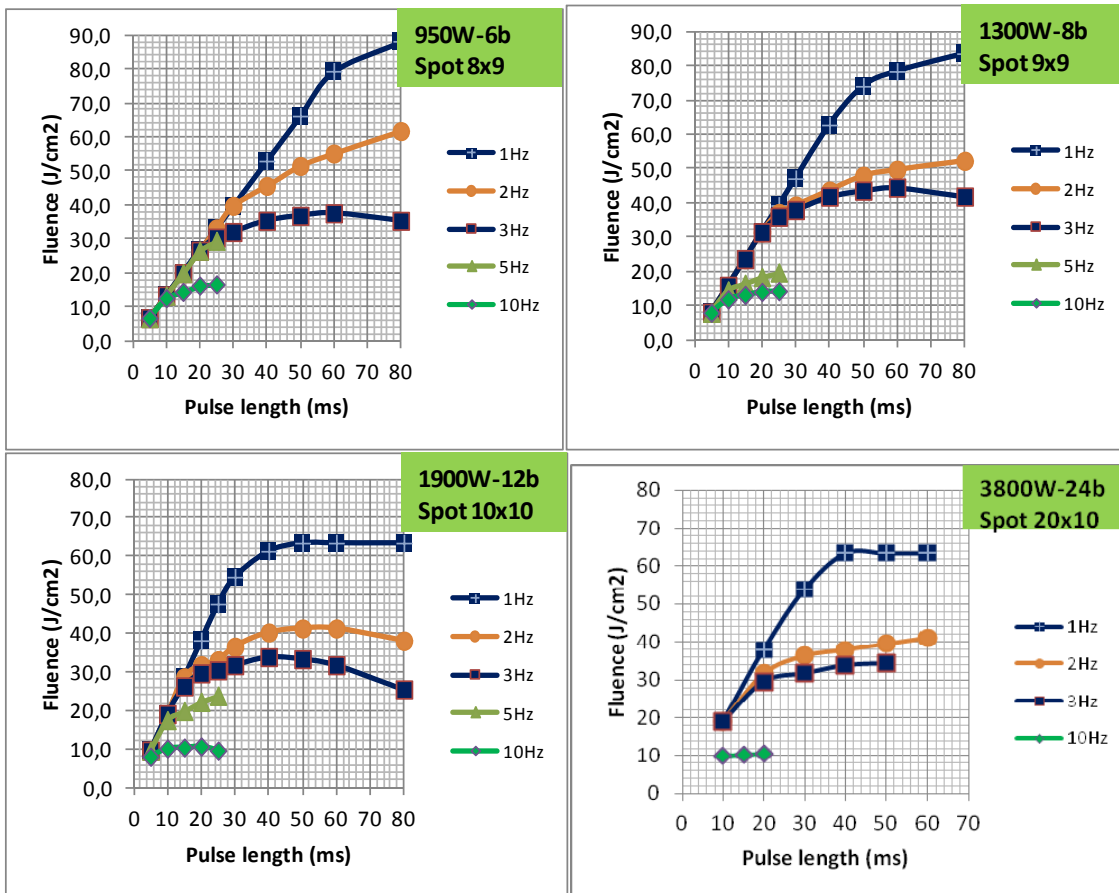 950W-6b
Spot 8x9
Fluence (J/cm2)
90,0
80,0
70,0
60,0
50,0
40,0
30,0
20,0
10,0
0,0
0 10 20 30 40 50 60 70 80
Pulse length (ms)
1Hz
2Hz
3Hz
5Hz
10Hz
1300W-8b
Spot 9x9
Fluence (J/cm2)
90,0
80,0
70,0
60,0
50,0
40,0
30,0
20,0
10,0
0,0
0 10 20 30 40 50 60 70 80
Pulse length (ms)
1Hz
2Hz
3Hz
5Hz
10Hz
1900W-12b
Spot 10x10
Fluence (J/cm2)
80,0
70,0
60,0
50,0
40,0
30,0
20,0
10,0
0,0
0 10 20 30 40 50 60 70 80
Pulse length (ms)
1Hz
2Hz
3Hz
5Hz
10Hz
3800W-24b
Spot 20x10
Fluence (J/cm2)
80
70
60
50
40
30
20
10
0
0 10 20 30 40 50 60 70
Pulse length (ms)
1Hz
2Hz
3Hz
10Hz